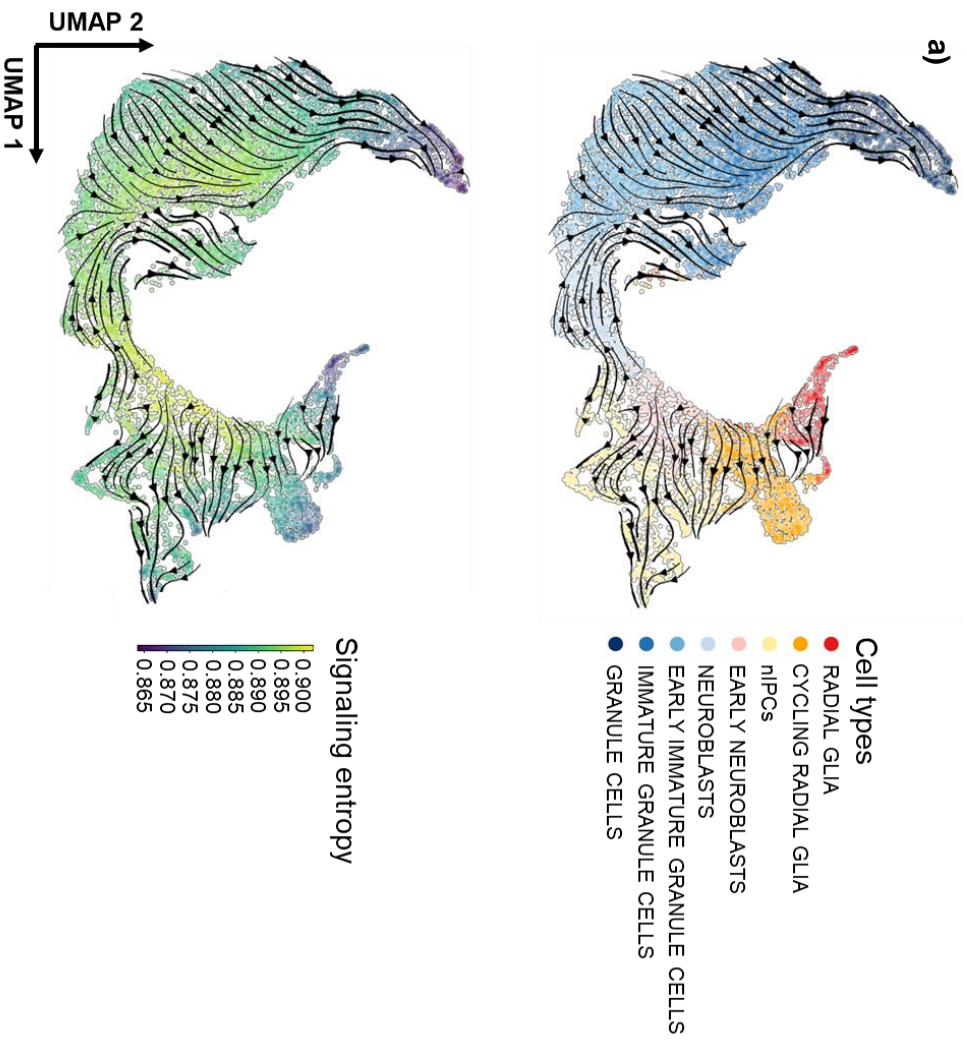 a)
Cell types
RADIAL GLIA
CYCLING RADIAL GLIA
nIPCs
EARLY NEUROBLASTS
NEUROBLASTS
EARLY IMMATURE GRANULE CELLS
IMMATURE GRANULE CELLS
GRANULE CELLS
UMAP 2
UMAP 1
Signaling entropy
0.900
0.895
0.890
0.885
0.880
0.875
0.870
0.865